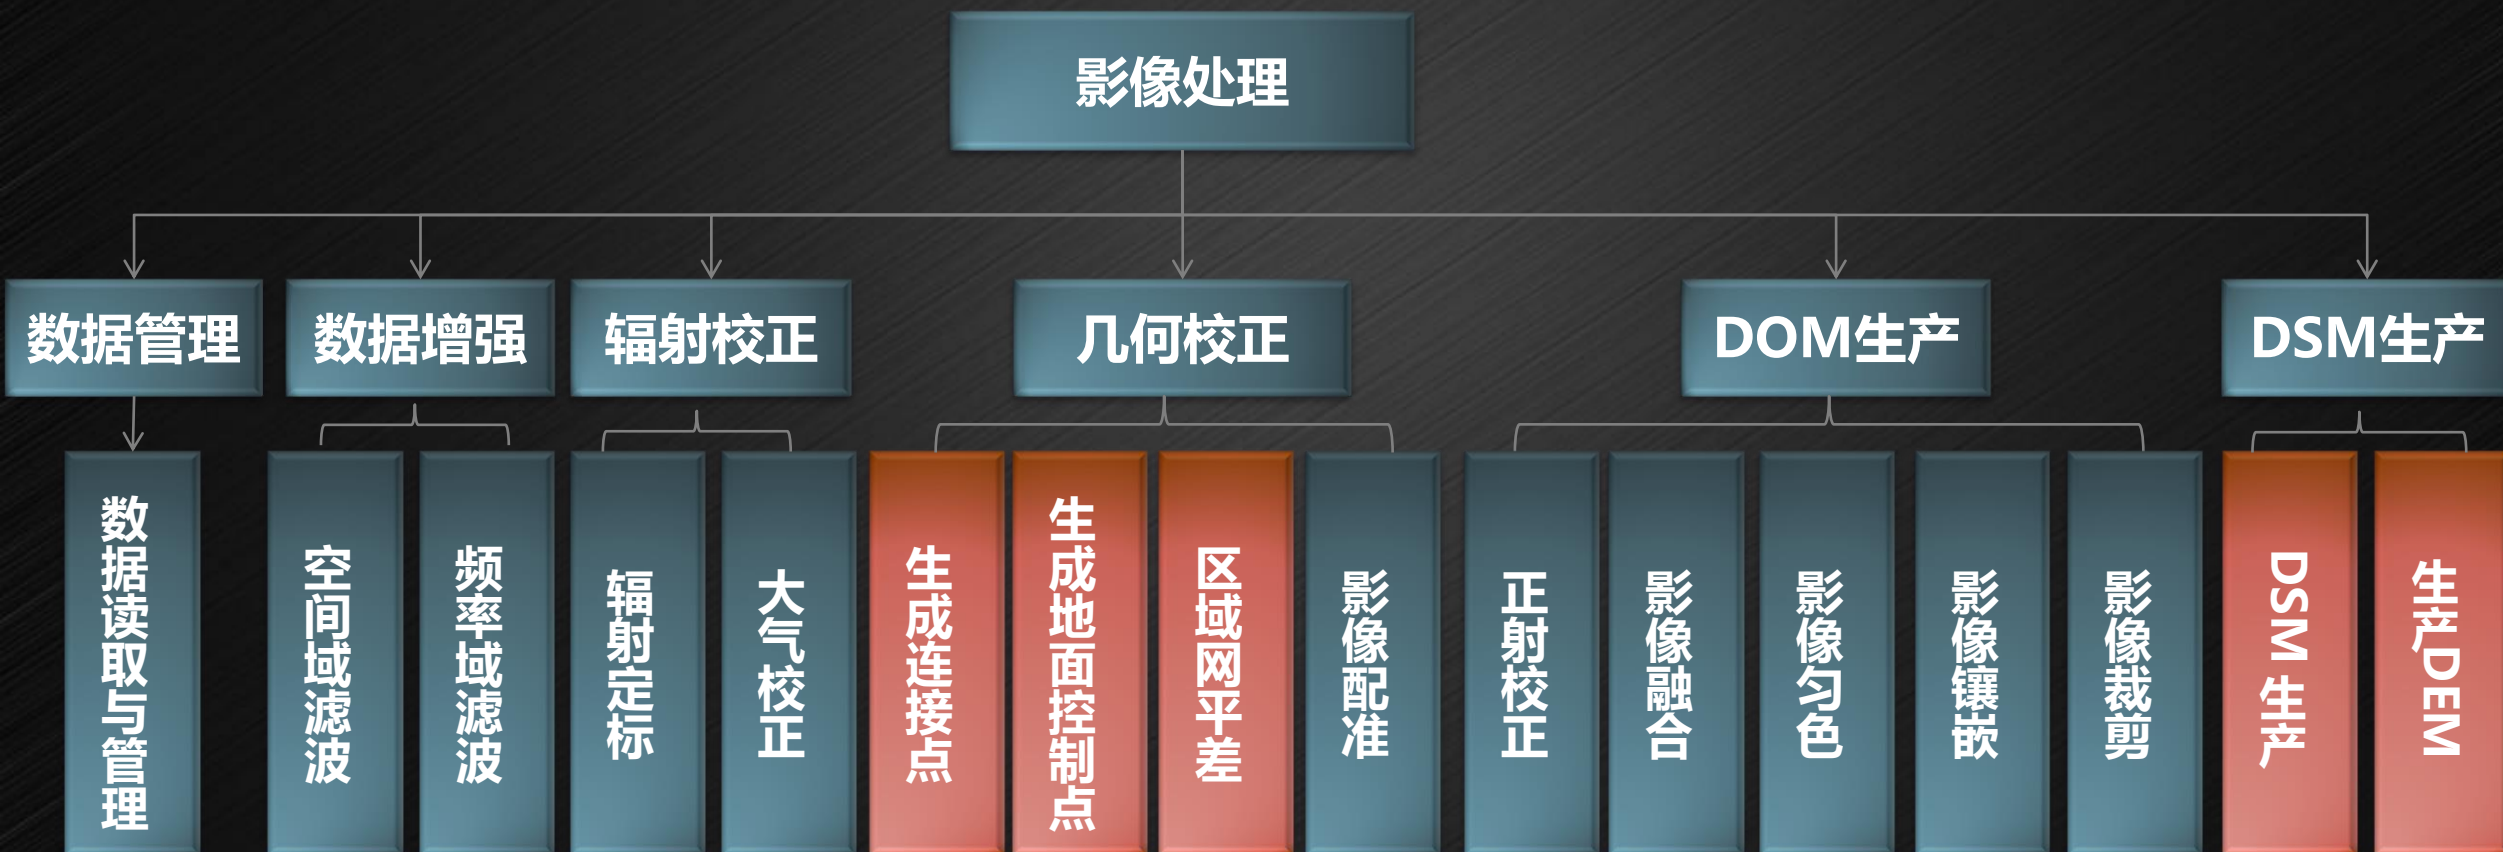 影像处理
数据管理
数据增强
辐射校正
几何校正
DOM生产
DSM生产
数据读取与管理
空间域滤波
频率域滤波
辐射定标
大气校正
生成连接点
生成地面控制点
区域网平差
影像配准
正射校正
影像融合
影像匀色
影像镶嵌
影像裁剪
DSM生产
生产DEM